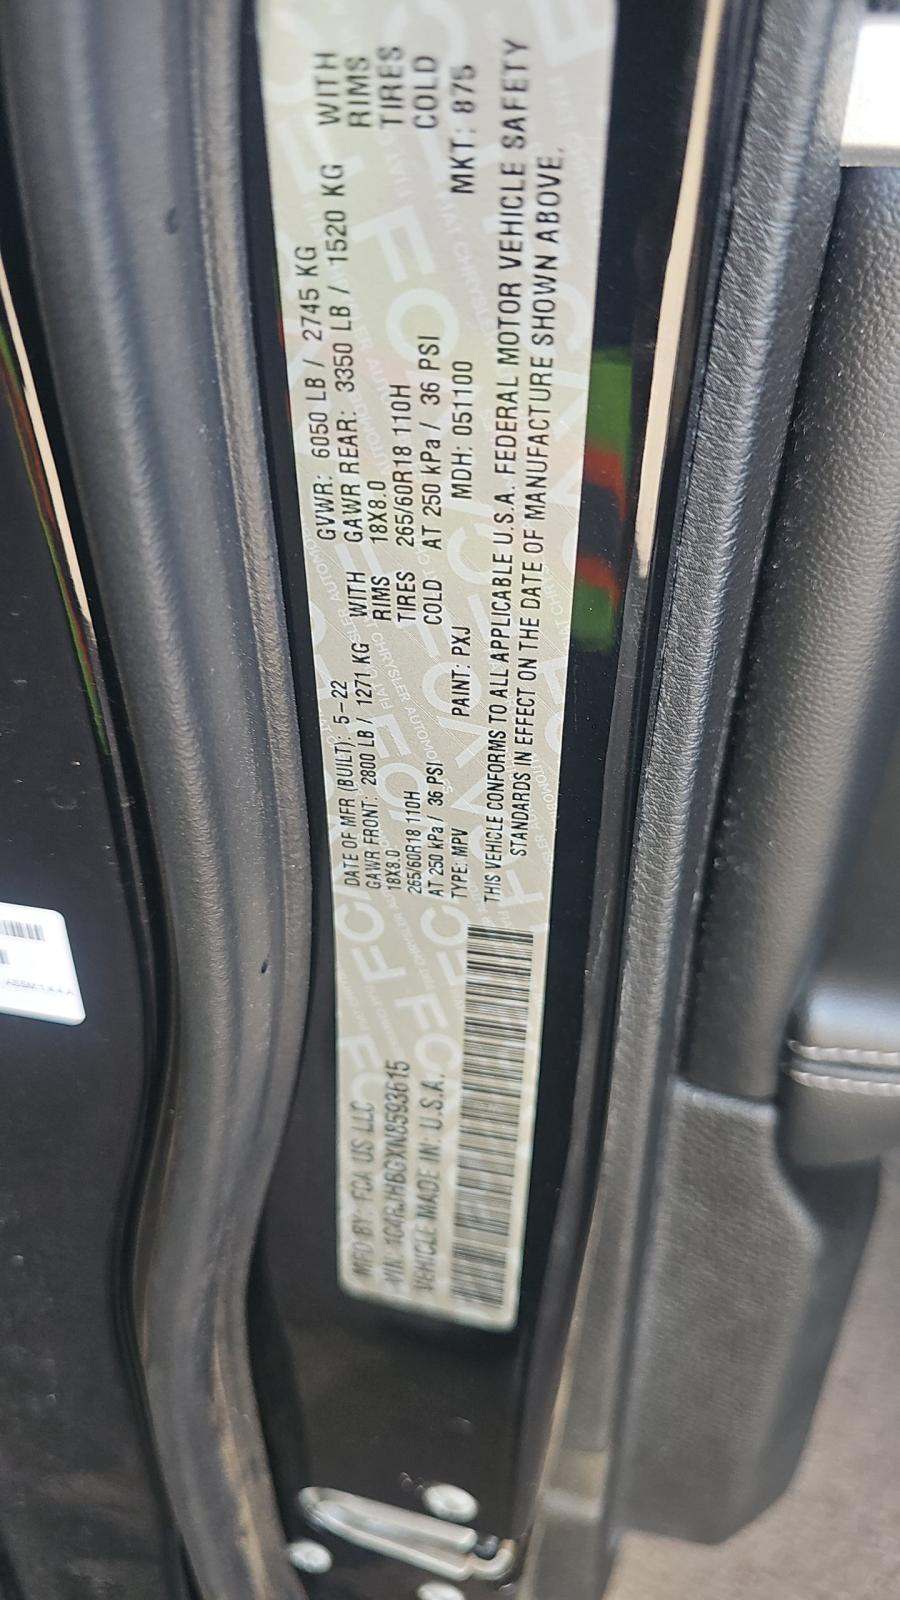 MFD BY: FCA US LLC
VIN: 1C4RJHBGXN8593615
VEHICLE MADE IN: U.S.A.
DATE OF MFR (BUILT): 5-22 GVWR: 6050 LB / 2745 KG
GAWR FRONT: 2800 LB / 1271 KG WITH GAWR REAR: 3350 LB / 1520 KG WITH
18X8.0 RIMS 18X8.0 RIMS
265/60R18 110H TIRES 265/60R18 110H TIRES
AT 250 kPa / 36 PSI COLD AT 250 kPa / 36 PSI COLD
TYPE: MPV PAINT: PXJ MDH: 051100 MKT: 875
THIS VEHICLE CONFORMS TO ALL APPLICABLE U.S.A. FEDERAL MOTOR VEHICLE SAFETY
STANDARDS IN EFFECT ON THE DATE OF MANUFACTURE SHOWN ABOVE.